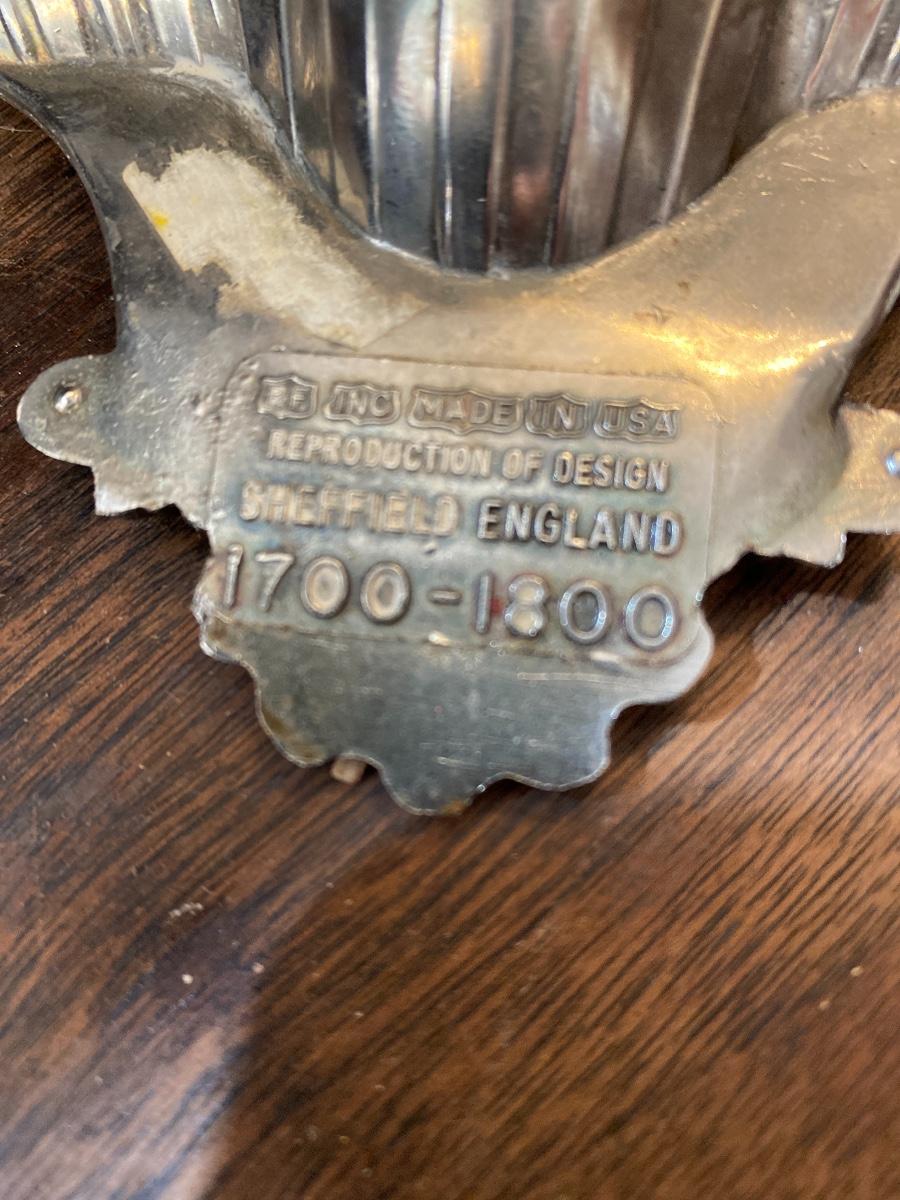 INC MADE IN USA
REPRODUCTION OF DESIGN
SHEFFIELD ENGLAND
1700-1800